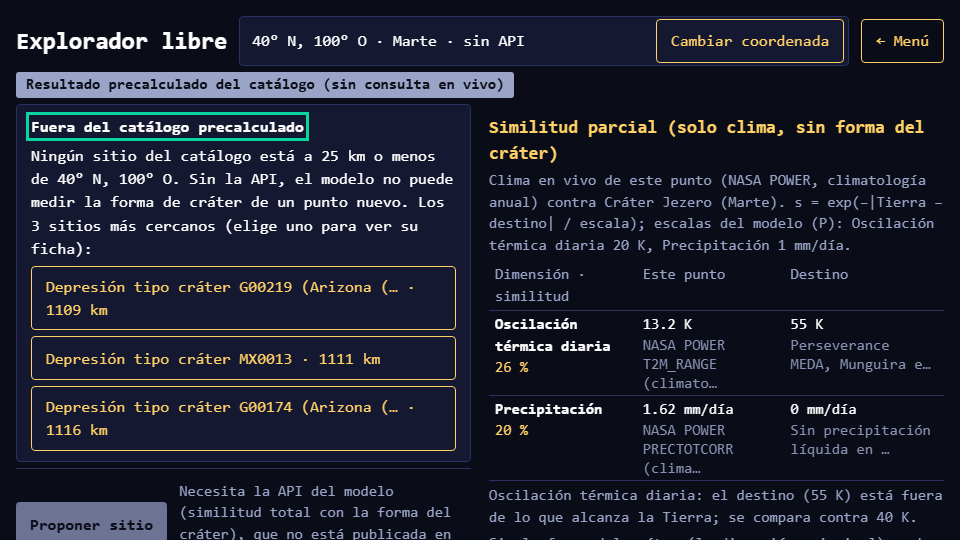 Explorador libre
40° N, 100° O · Marte · sin API
Cambiar coordenada
← Menú
Resultado precalculado del catálogo (sin consulta en vivo)
Fuera del catálogo precalculado
Ningún sitio del catálogo está a 25 km o menos
de 40° N, 100° O. Sin la API, el modelo no puede
medir la forma de cráter de un punto nuevo. Los
3 sitios más cercanos (elige uno para ver su
ficha):
Depresión tipo cráter G00219 (Arizona (… ·
1109 km
Depresión tipo cráter MX0013 · 1111 km
Depresión tipo cráter G00174 (Arizona (… ·
1116 km
Proponer sitio
Necesita la API del modelo
(similitud total con la forma del
cráter), que no está publicada en
Similitud parcial (solo clima, sin forma del
cráter)
Clima en vivo de este punto (NASA POWER, climatología
anual) contra Cráter Jezero (Marte). s = exp(−|Tierra −
destino| / escala); escalas del modelo (P): Oscilación
térmica diaria 20 K, Precipitación 1 mm/día.
Dimensión ·
similitud
Este punto
Destino
Oscilación
térmica diaria
26 %
13.2 K
NASA POWER
T2M_RANGE
(climato…
55 K
Perseverance
MEDA, Munguira e…
Precipitación
20 %
1.62 mm/día
NASA POWER
PRECTOTCORR
(clima…
0 mm/día
Sin precipitación
líquida en …
Oscilación térmica diaria: el destino (55 K) está fuera
de lo que alcanza la Tierra; se compara contra 40 K.